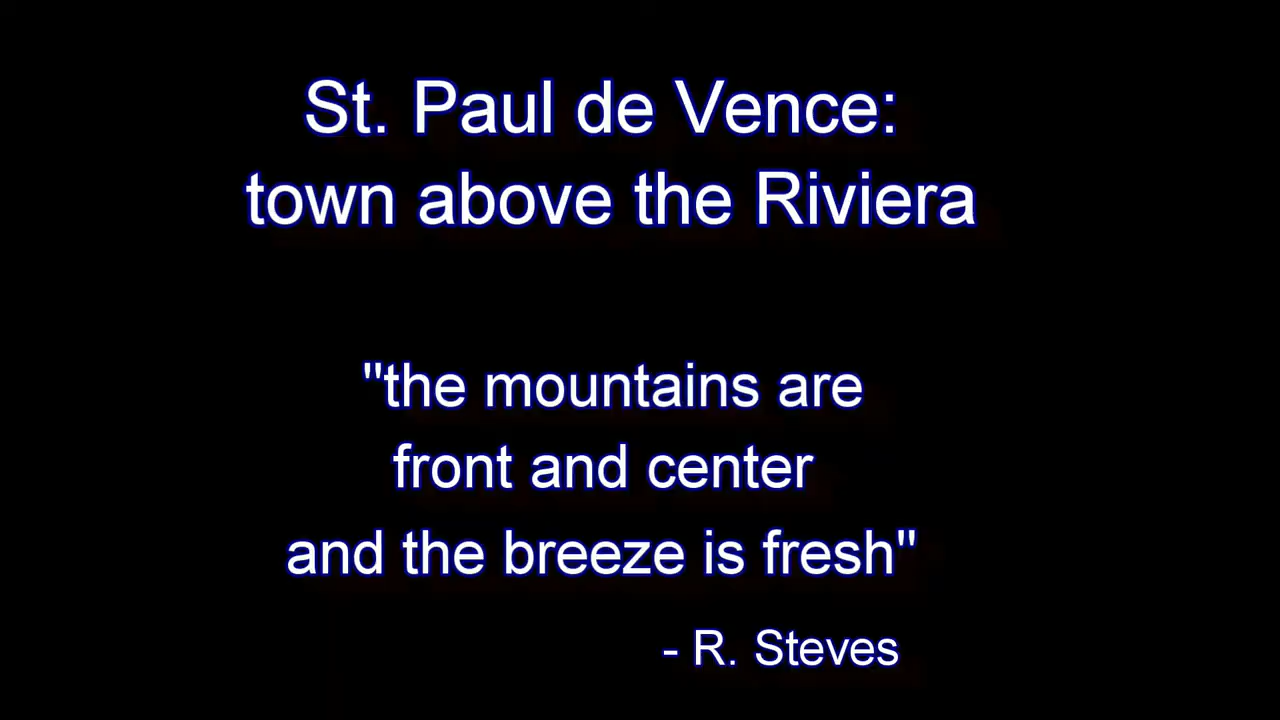 St. Paul de Vence:
town above the Riviera
"the mountains are
front and center
and the breeze is fresh"
- R. Steves